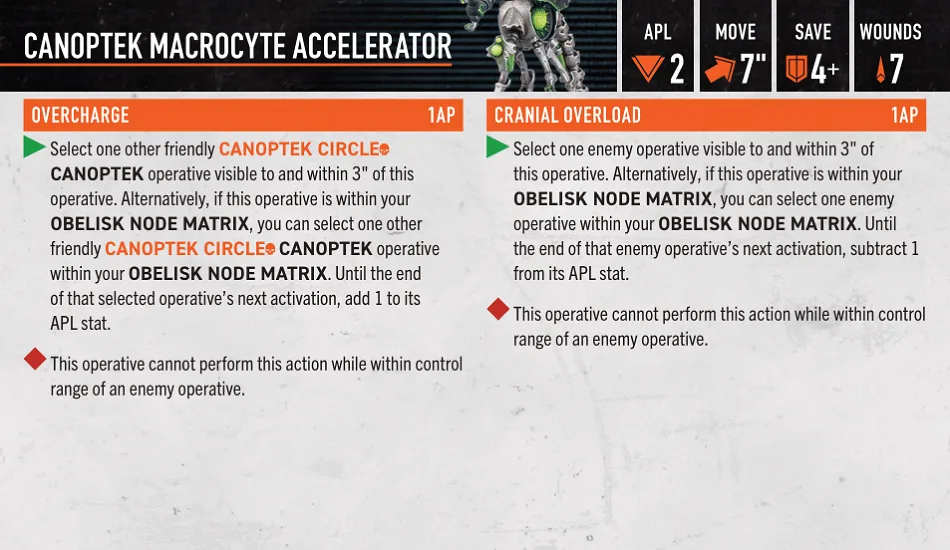 CANOPTEK MACROCYTE ACCELERATOR
APL MOVE SAVE WOUNDS
2 7" 4+ 7
OVERCHARGE 1AP
Select one other friendly CANOPTEK CIRCLE
CANOPTEK operative visible to and within 3" of this
operative. Alternatively, if this operative is within your
OBELISK NODE MATRIX, you can select one other
friendly CANOPTEK CIRCLE CANOPTEK operative
within your OBELISK NODE MATRIX. Until the end
of that selected operative's next activation, add 1 to its
APL stat.
This operative cannot perform this action while within control
range of an enemy operative.
CRANIAL OVERLOAD 1AP
Select one enemy operative visible to and within 3" of
this operative. Alternatively, if this operative is within your
OBELISK NODE MATRIX, you can select one enemy
operative within your OBELISK NODE MATRIX. Until
the end of that enemy operative's next activation, subtract 1
from its APL stat.
This operative cannot perform this action while within control
range of an enemy operative.